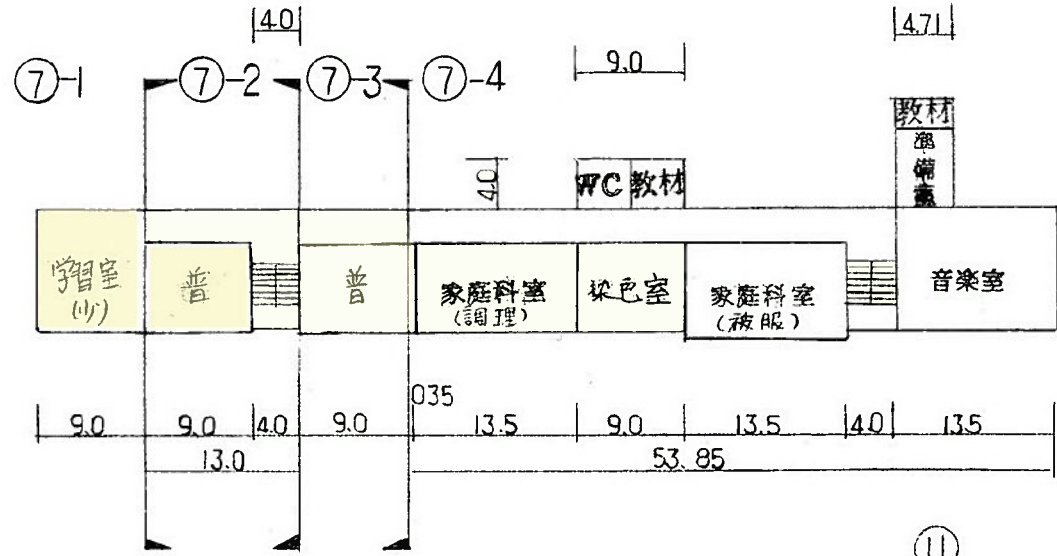 4.0
4.71
9.0
⑦-1
⑦-2
⑦-3
⑦-4
教材
準備室
4.0
WC
教材
学習室
(少)
普
普
家庭科室
(調理)
染色室
家庭科室
(被服)
音楽室
035
9.0
9.0
4.0
9.0
13.5
9.0
13.5
4.0
13.5
13.0
53.85
⑪